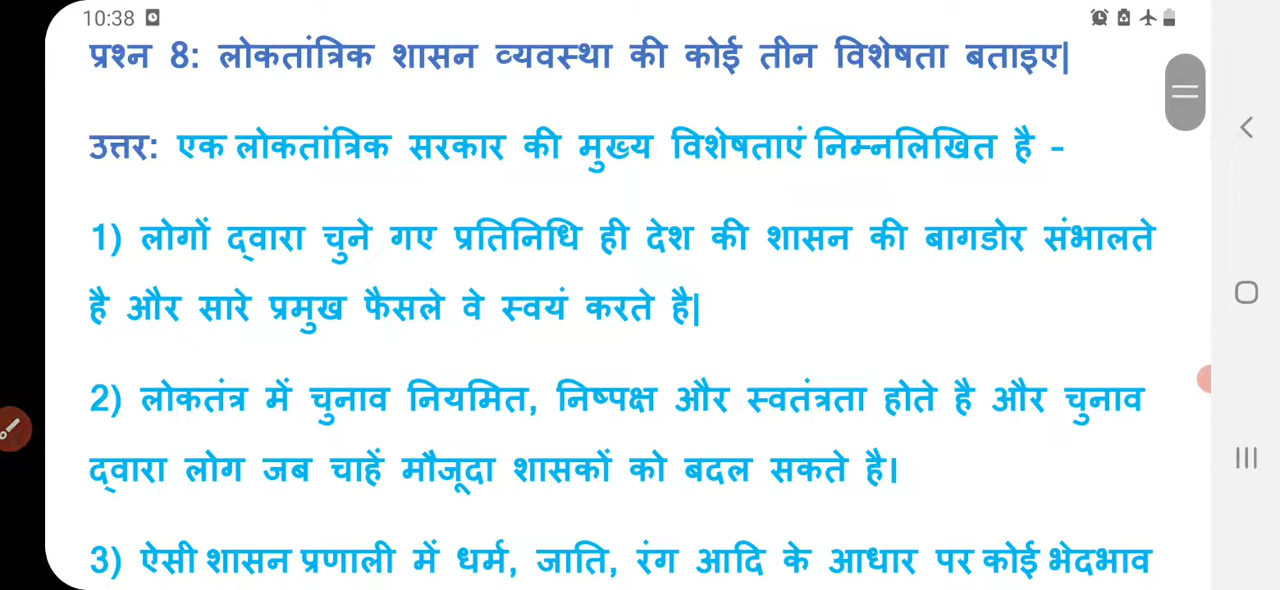 10:38
प्रश्न 8: लोकतांत्रिक शासन व्यवस्था की कोई तीन विशेषता बताइए|
उत्तर: एक लोकतांत्रिक सरकार की मुख्य विशेषताएं निम्नलिखित है -
1) लोगों द्वारा चुने गए प्रतिनिधि ही देश की शासन की बागडोर संभालते
है और सारे प्रमुख फैसले वे स्वयं करते है|
2) लोकतंत्र में चुनाव नियमित, निष्पक्ष और स्वतंत्रता होते है और चुनाव
द्वारा लोग जब चाहें मौजूदा शासकों को बदल सकते है।
3) ऐसी शासन प्रणाली में धर्म, जाति, रंग आदि के आधार पर कोई भेदभाव